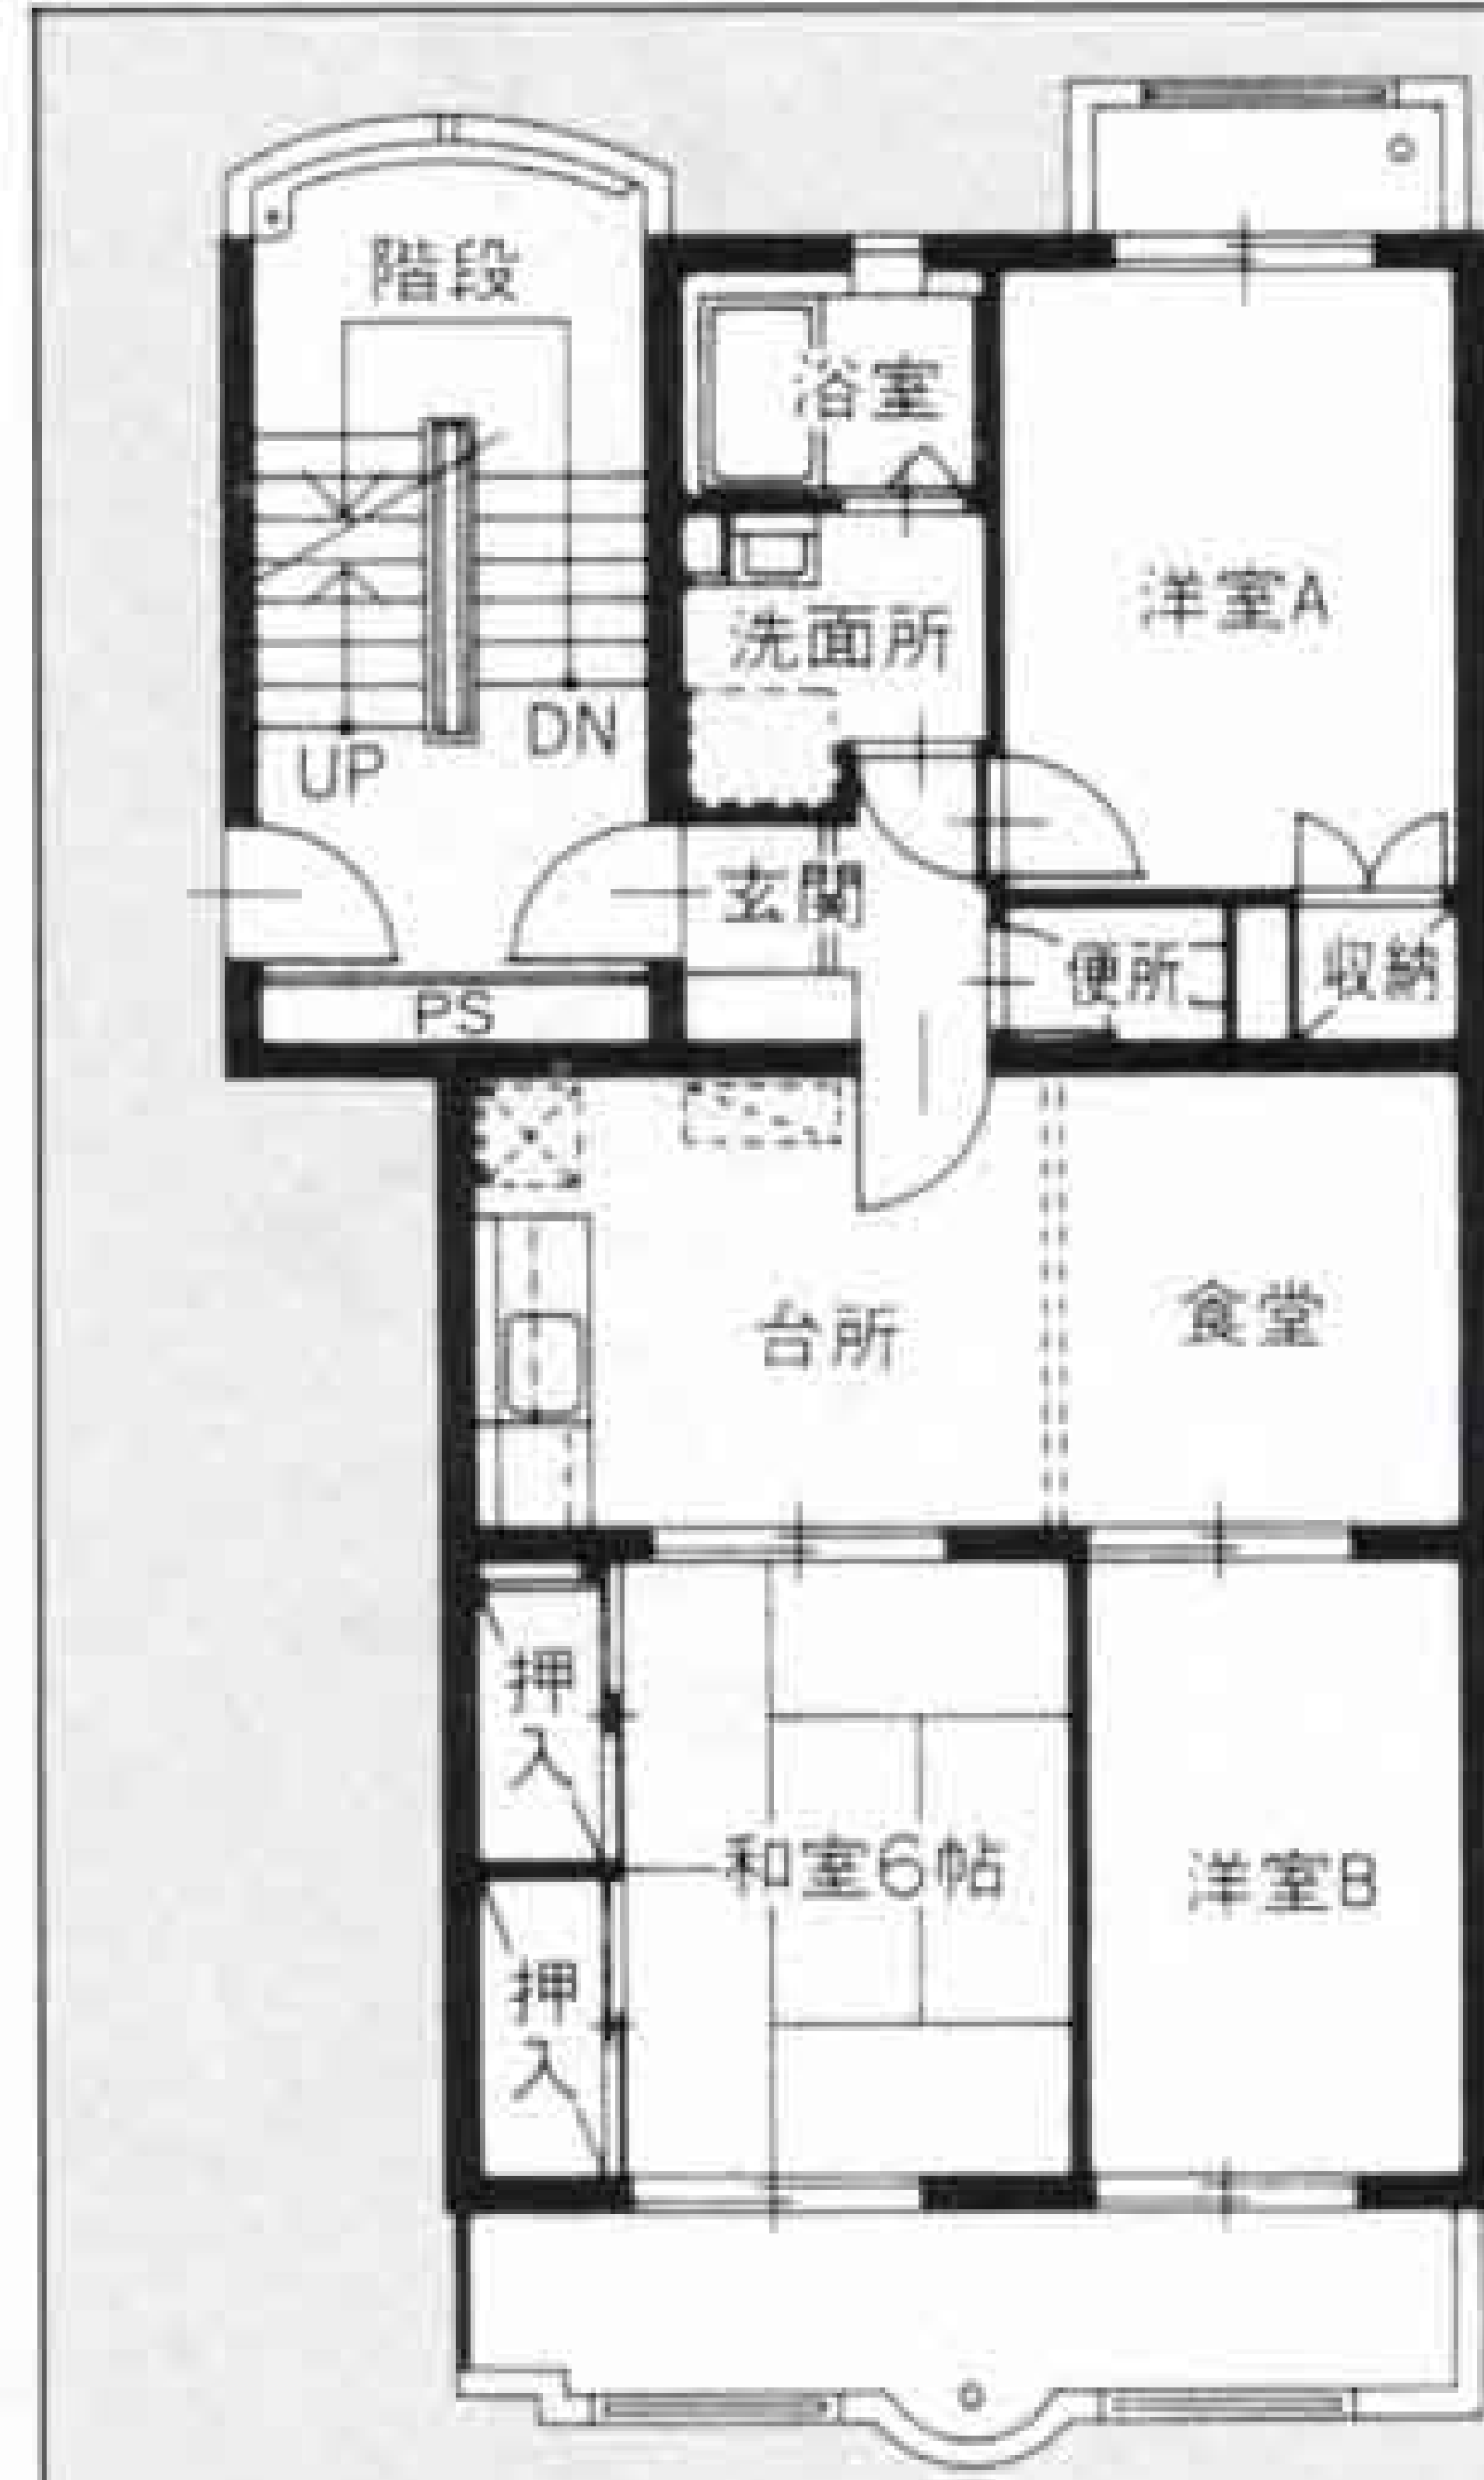 階段
浴室
洋室A
洗面所
DN
UP
玄関
便所
収納
PS
台所
食堂
押入
和室6帖
洋室B
押入